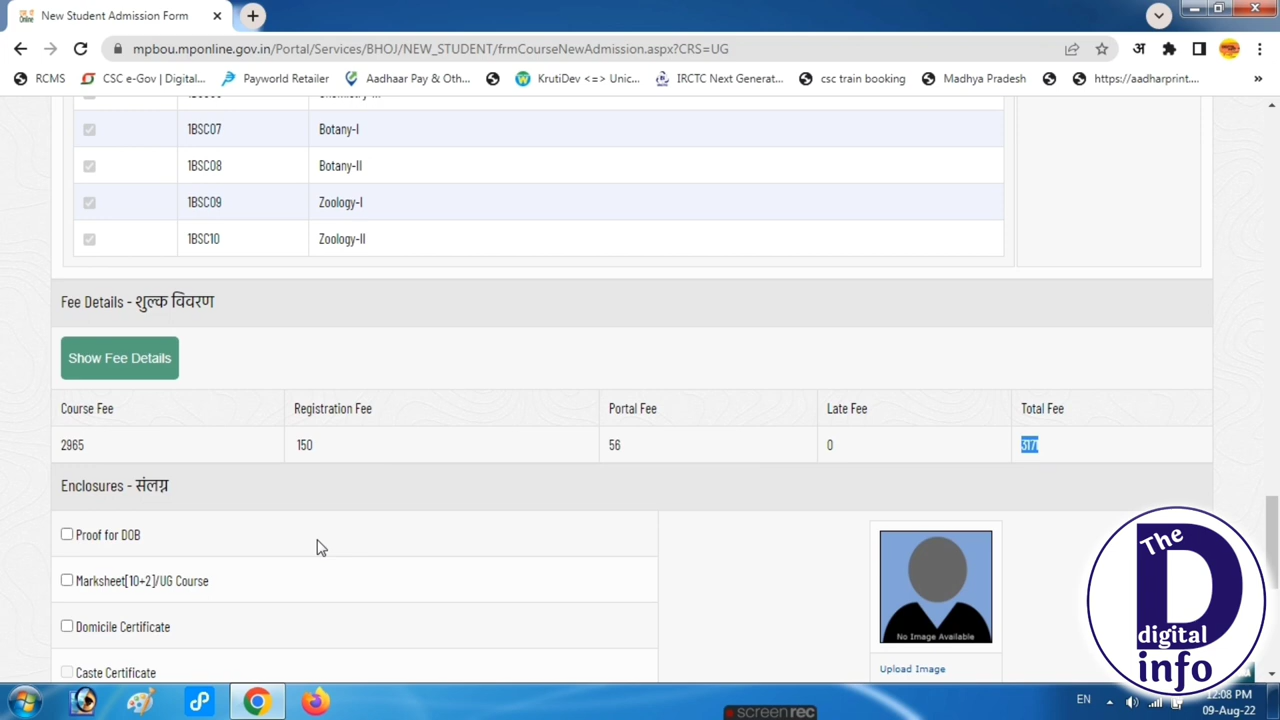 New Student Admission Form
mpbou.mponline.gov.in/Portal/Services/BHOJ/NEW_STUDENT/frmCourseNewAdmission.aspx?CRS=UG
RCMS
CSC e-Gov | Digital...
Payworld Retailer
Aadhaar Pay & Oth...
KrutiDev <=> Unic...
IRCTC Next Generat...
csc train booking
Madhya Pradesh
https://aadharprint....
»
1BSC07 Botany-I
1BSC08 Botany-II
1BSC09 Zoology-I
1BSC10 Zoology-II
Fee Details - शुल्क विवरण
Show Fee Details
Course Fee Registration Fee Portal Fee Late Fee Total Fee
2965 150 56 0 3171
Enclosures - संलग्न
Proof for DOB
Marksheet[10+2]/UG Course
Domicile Certificate
Caste Certificate
No Image Available
Upload Image
The
D
digital
info
EN
12:08 PM
09-Aug-22
screenrec